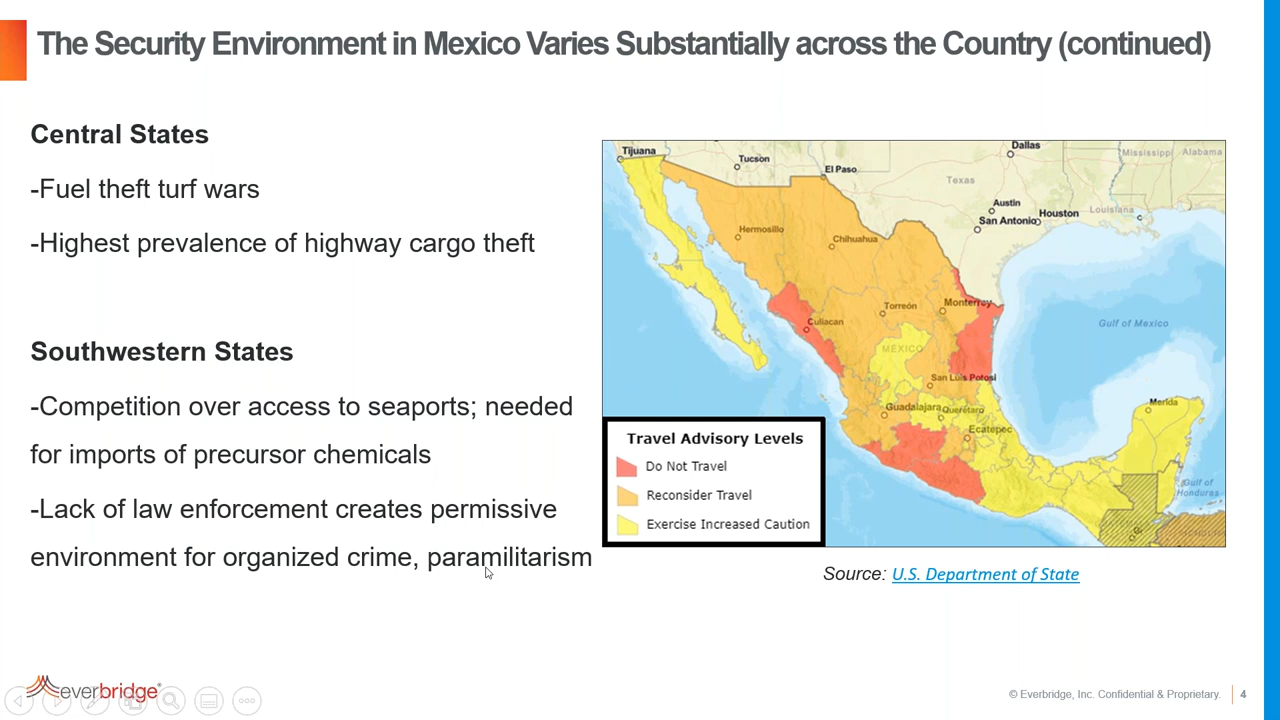 The Security Environment in Mexico Varies Substantially across the Country (continued)
Central States
-Fuel theft turf wars
-Highest prevalence of highway cargo theft
Southwestern States
-Competition over access to seaports; needed
for imports of precursor chemicals
-Lack of law enforcement creates permissive
environment for organized crime, paramilitarism
Tijuana
Tucson
El Paso
Dallas
Mississippi
Alabama
Texas
Austin
Houston
Louisiana
San Antonio
Hermosillo
Chihuahua
Torreón
Monterrey
Culiacan
Gulf of Mexico
MÉXICO
San Luis Potosi
Guadalajara
Querétaro
Ecatepec
Merida
Gulf of
Honduras
Travel Advisory Levels
Do Not Travel
Reconsider Travel
Exercise Increased Caution
Source: U.S. Department of State
everbridge®
© Everbridge, Inc. Confidential & Proprietary.
4